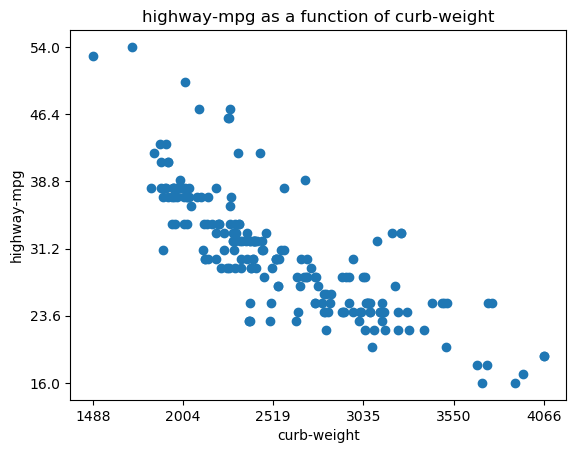 highway-mpg as a function of curb-weight
54.0
46.4
38.8
31.2
23.6
16.0
highway-mpg
1488 2004 2519 3035 3550 4066
curb-weight